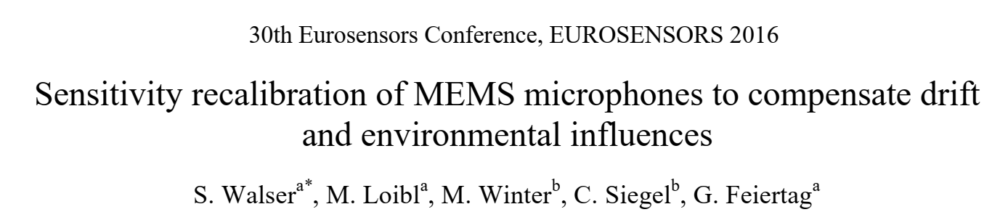 30th Eurosensors Conference, EUROSENSORS 2016
Sensitivity recalibration of MEMS microphones to compensate drift
and environmental influences
S. Walser^a*, M. Loibl^a, M. Winter^b, C. Siegel^b, G. Feiertag^a